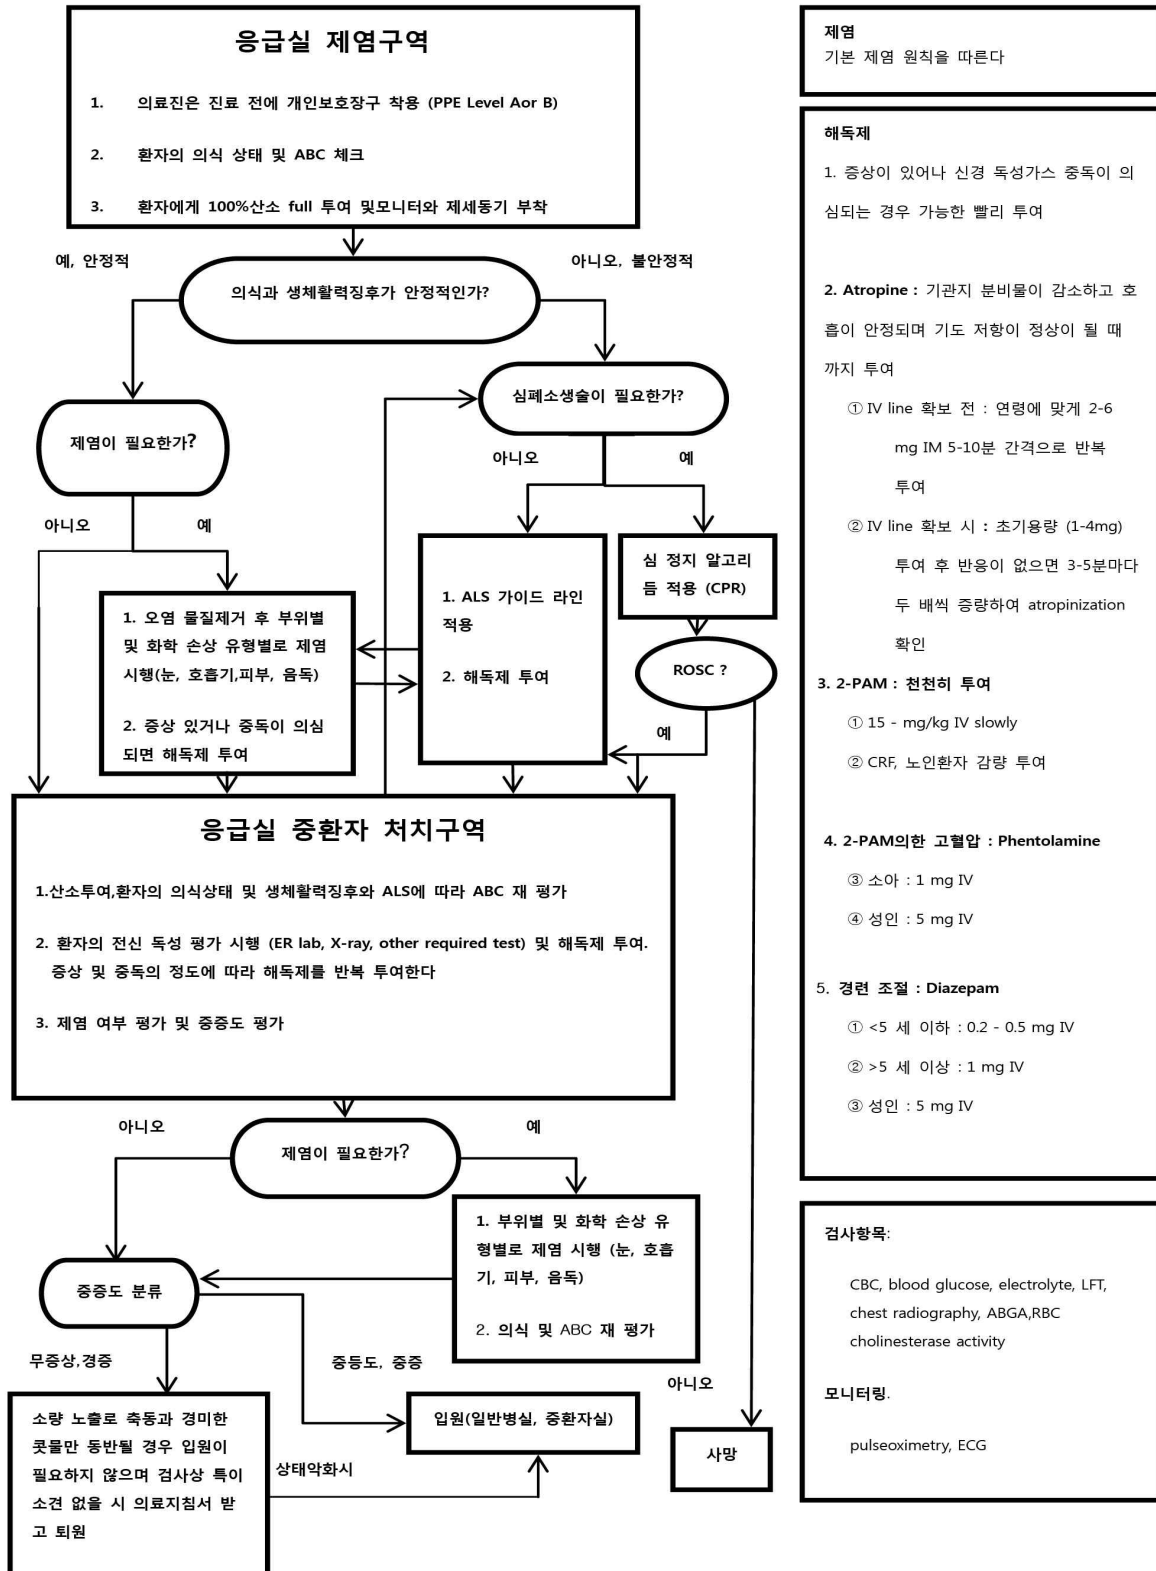 응급실 제염구역
1. 의료진은 진료 전에 개인보호장구 착용 (PPE Level Aor B)
2. 환자의 의식 상태 및 ABC 체크
3. 환자에게 100%산소 full 투여 및모니터와 제세동기 부착
예, 안정적
아니오, 불안정적
의식과 생체활력징후가 안정적인가?
심폐소생술이 필요한가?
제염이 필요한가?
아니오
예
아니오
예
1. 오염 물질제거 후 부위별
및 화학 손상 유형별로 제염
시행(눈, 호흡기,피부, 음독)
2. 증상 있거나 중독이 의심
되면 해독제 투여
1. ALS 가이드 라인
적용
2. 해독제 투여
심 정지 알고리
듬 적용 (CPR)
ROSC ?
예
응급실 중환자 처치구역
1.산소투여,환자의 의식상태 및 생체활력징후와 ALS에 따라 ABC 재 평가
2. 환자의 전신 독성 평가 시행 (ER lab, X-ray, other required test) 및 해독제 투여.
증상 및 중독의 정도에 따라 해독제를 반복 투여한다
3. 제염 여부 평가 및 중증도 평가
아니오
예
제염이 필요한가?
1. 부위별 및 화학 손상 유
형별로 제염 시행 (눈, 호흡
기, 피부, 음독)
2. 의식 및 ABC 재 평가
중증도 분류
무증상,경증
중등도, 중증
아니오
소량 노출로 축동과 경미한
콧물만 동반될 경우 입원이
필요하지 않으며 검사상 특이
소견 없을 시 의료지침서 받
고 퇴원
상태악화시
입원(일반병실, 중환자실)
사망
제염
기본 제염 원칙을 따른다
해독제
1. 증상이 있어나 신경 독성가스 중독이 의
심되는 경우 가능한 빨리 투여
2. Atropine : 기관지 분비물이 감소하고 호
흡이 안정되며 기도 저항이 정상이 될 때
까지 투여
① IV line 확보 전 : 연령에 맞게 2-6
mg IM 5-10분 간격으로 반복
투여
② IV line 확보 시 : 초기용량 (1-4mg)
투여 후 반응이 없으면 3-5분마다
두 배씩 증량하여 atropinization
확인
3. 2-PAM : 천천히 투여
① 15 - mg/kg IV slowly
② CRF, 노인환자 감량 투여
4. 2-PAM의한 고혈압 : Phentolamine
③ 소아 : 1 mg IV
④ 성인 : 5 mg IV
5. 경련 조절 : Diazepam
① <5 세 이하 : 0.2 - 0.5 mg IV
② >5 세 이상 : 1 mg IV
③ 성인 : 5 mg IV
검사항목:
CBC, blood glucose, electrolyte, LFT,
chest radiography, ABGA,RBC
cholinesterase activity
모니터링.
pulseoximetry, ECG